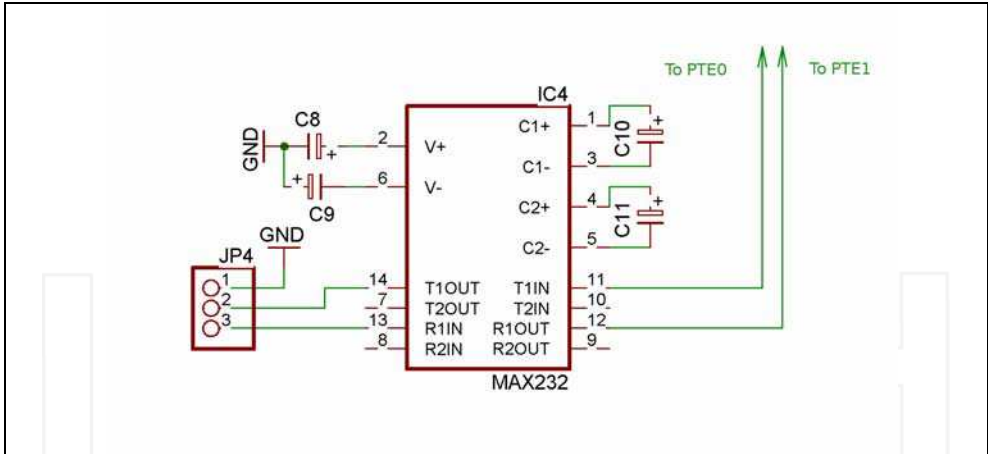 To PTE0
To PTE1
IC4
C8
+
GND
2
V+
+
6
V-
C9
C1+
1
+
C10
C1-
3
C2+
4
+
C11
C2-
5
GND
JP4
1
2
3
14
T1OUT
T1IN
11
7
T2OUT
T2IN
10
13
R1IN
R1OUT
12
8
R2IN
R2OUT
9
MAX232